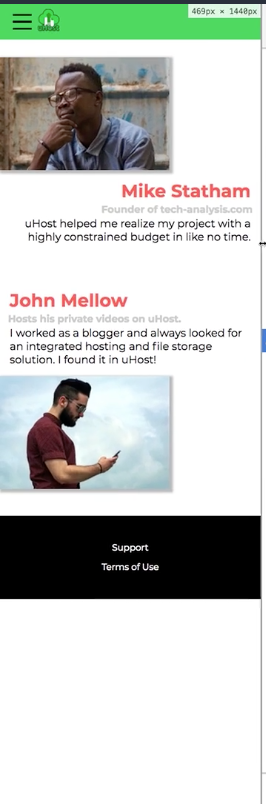 469px × 1440px
Mike Statham
Founder of tech-analysis.com
uHost helped me realize my project with a
highly constrained budget in like no time.
John Mellow
Hosts his private videos on uHost.
I worked as a blogger and always looked for
an integrated hosting and file storage
solution. I found it in uHost!
Support
Terms of Use